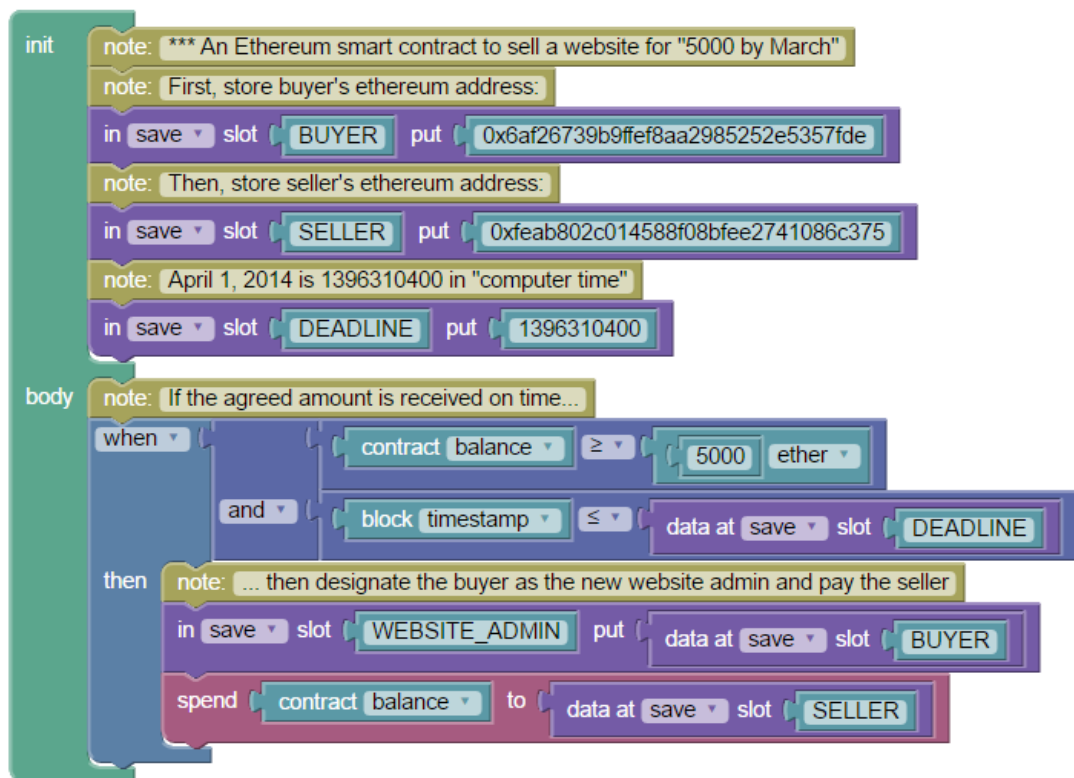 init note: *** An Ethereum smart contract to sell a website for "5000 by March"
note: First, store buyer's ethereum address:
in save slot BUYER put 0x6af26739b9ffef8aa2985252e5357fde
note: Then, store seller's ethereum address:
in save slot SELLER put 0xfeab802c014588f08bfee2741086c375
note: April 1, 2014 is 1396310400 in "computer time"
in save slot DEADLINE put 1396310400
body note: If the agreed amount is received on time...
when contract balance ≥ 5000 ether
and block timestamp ≤ data at save slot DEADLINE
then note: ... then designate the buyer as the new website admin and pay the seller
in save slot WEBSITE_ADMIN put data at save slot BUYER
spend contract balance to data at save slot SELLER